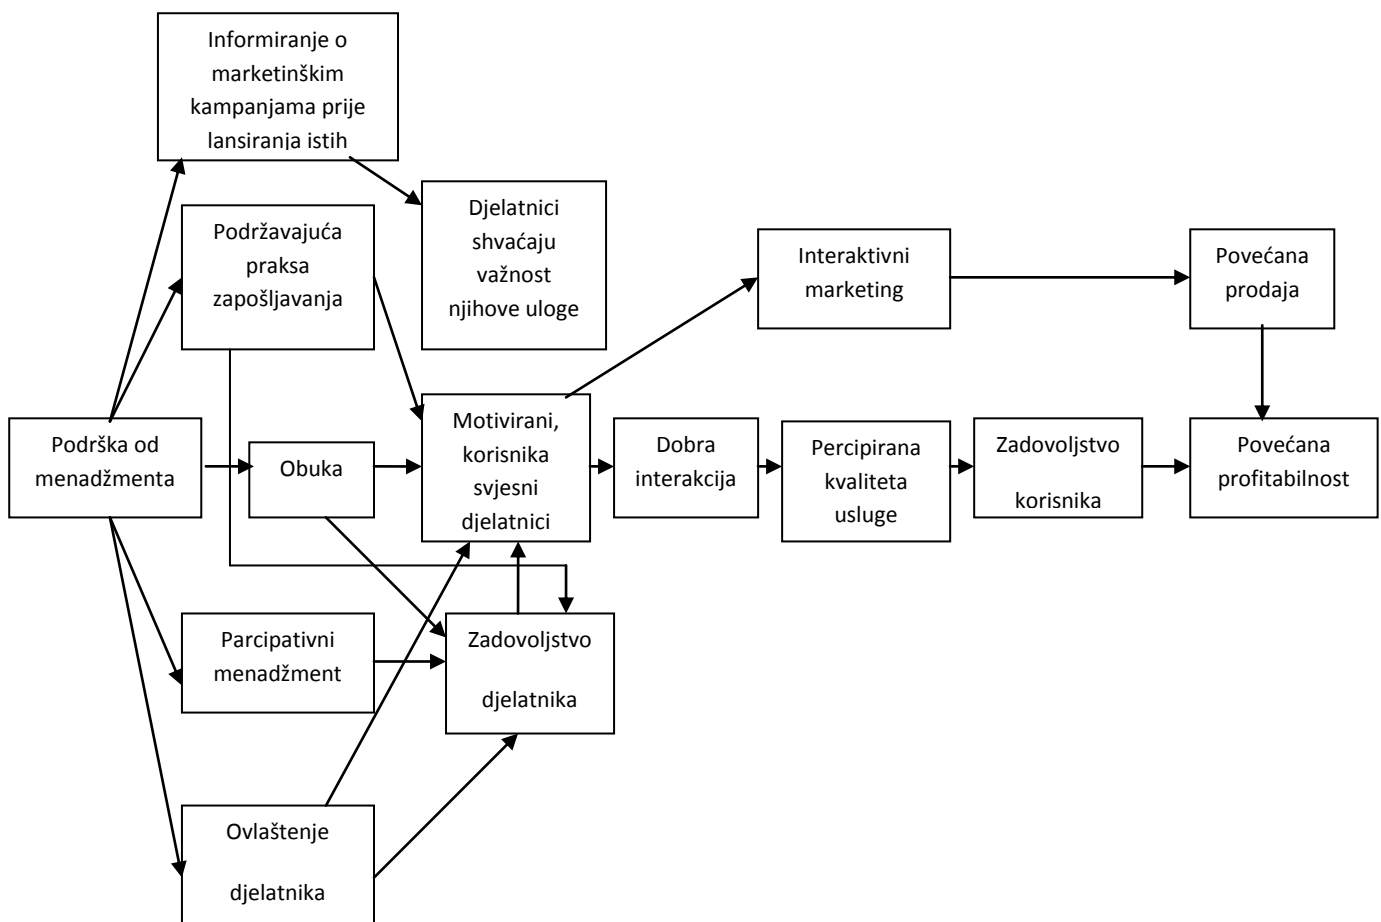 Informiranje o
marketinškim
kampanjama prije
lansiranja istih
Djelatnici
shvaćaju
važnost
njihove uloge
Podržavajuća
praksa
zapošljavanja
Interaktivni
marketing
Povećana
prodaja
Podrška od
menadžmenta
Obuka
Motivirani,
korisnika
svjesni
djelatnici
Dobra
interakcija
Percipirana
kvaliteta
usluge
Zadovoljstvo
korisnika
Povećana
profitabilnost
Parcipativni
menadžment
Zadovoljstvo
djelatnika
Ovlaštenje
djelatnika